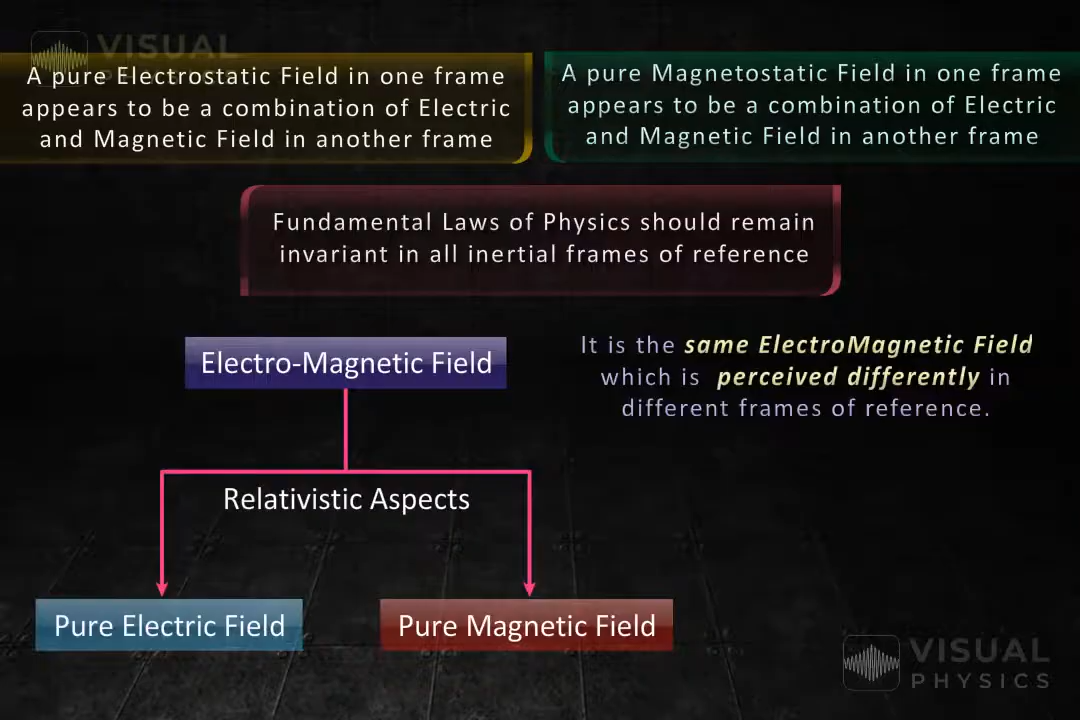 VISUAL
A pure Electrostatic Field in one frame
appears to be a combination of Electric
and Magnetic Field in another frame
A pure Magnetostatic Field in one frame
appears to be a combination of Electric
and Magnetic Field in another frame
Fundamental Laws of Physics should remain
invariant in all inertial frames of reference
Electro-Magnetic Field
It is the same ElectroMagnetic Field
which is perceived differently in
different frames of reference.
Relativistic Aspects
Pure Electric Field
Pure Magnetic Field
VISUAL
PHYSICS